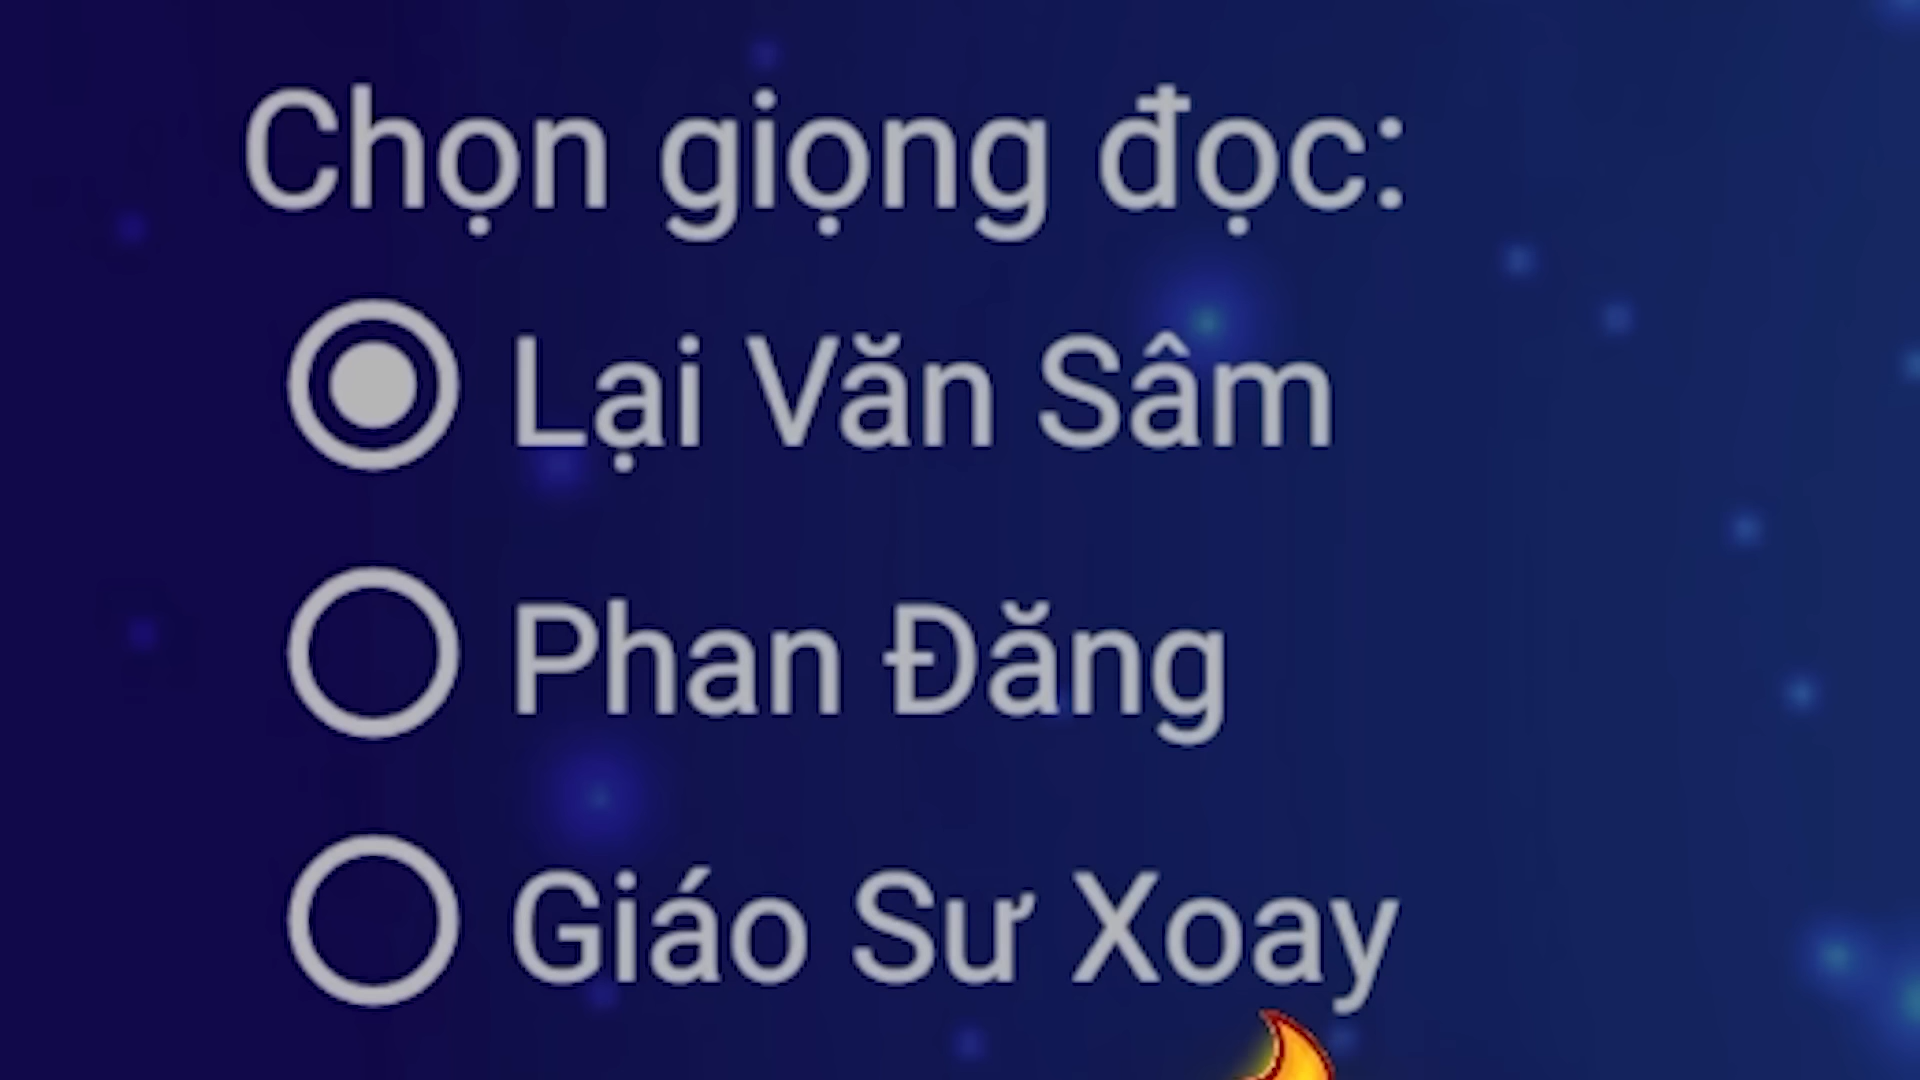 Chọn giọng đọc:
Lại Văn Sâm
Phan Đăng
Giáo Sư Xoay